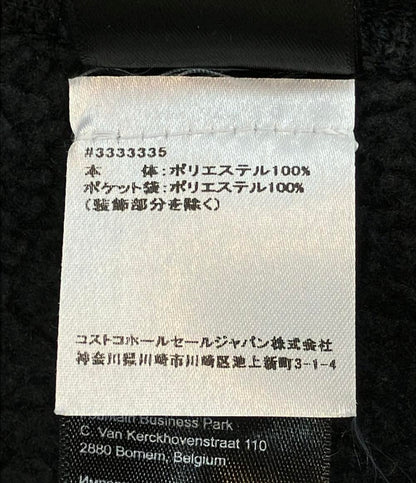 #3333335
本　　体:ポリエステル100%
ポケット袋:ポリエステル100%
(装飾部分を除く)
コストコホールセールジャパン株式会社
神奈川県川崎市川崎区池上新町3-1-4
Business Park
C. Van Kerckhovenstraat 110
2880 Bornem, Belgium